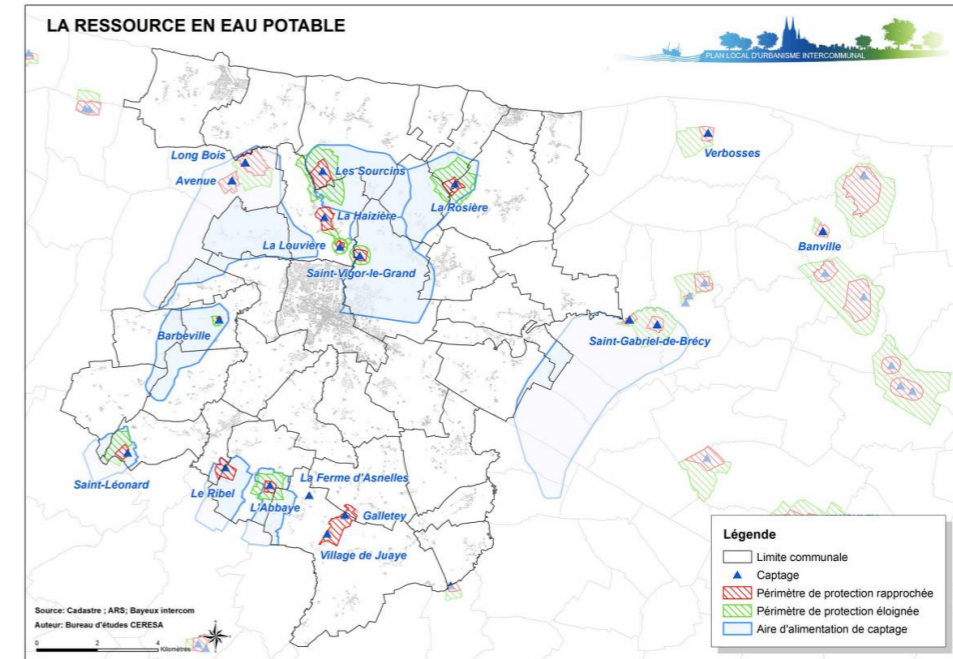 LA RESSOURCE EN EAU POTABLE
PLAN LOCAL D'URBANISME INTERCOMMUNAL
Long Bois
Avenue
Les Sourcins
La Rosière
Verbosses
La Haizière
La Louvière
Saint-Vigor-le-Grand
Banville
Barbeville
Saint-Gabriel-de-Brécy
Saint-Léonard
Le Ribel
L'Abbaye
La Ferme d'Asnelles
Galletey
Village de Juaye
Légende
Limite communale
Captage
Périmètre de protection rapprochée
Périmètre de protection éloignée
Aire d'alimentation de captage
Source: Cadastre ; ARS; Bayeux intercom
Auteur: Bureau d'études CERESA
0 2 4
Kilomètres